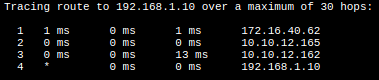 Tracing route to 192.168.1.10 over a maximum of 30 hops:
1 1 ms 0 ms 1 ms 172.16.40.62
2 0 ms 0 ms 0 ms 10.10.12.165
3 0 ms 0 ms 13 ms 10.10.12.162
4 * 0 ms 0 ms 192.168.1.10